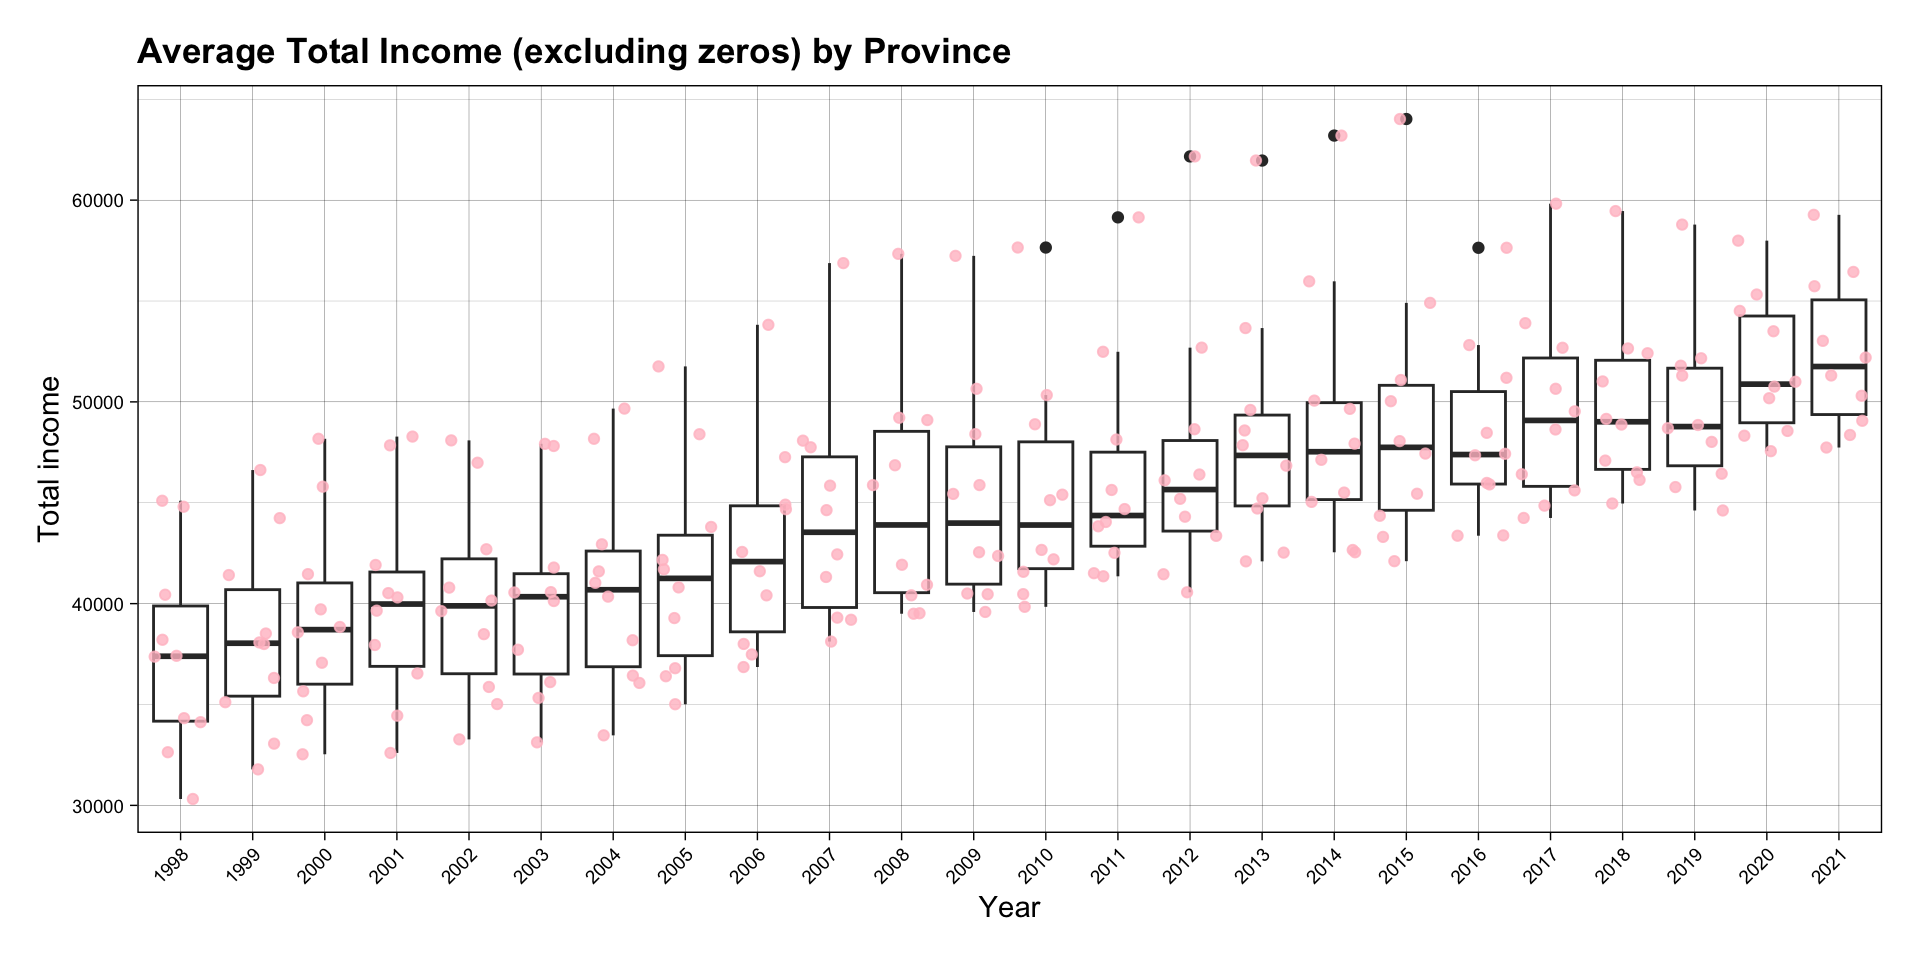 Average Total Income (excluding zeros) by Province
Total income
60000
50000
40000
30000
1998 1999 2000 2001 2002 2003 2004 2005 2006 2007 2008 2009 2010 2011 2012 2013 2014 2015 2016 2017 2018 2019 2020 2021
Year